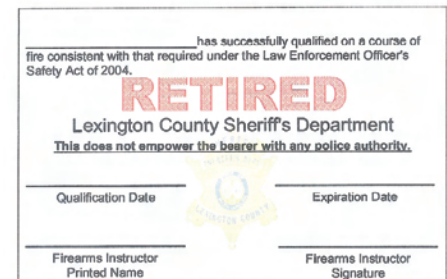 has successfully qualified on a course of
fire consistent with that required under the Law Enforcement Officer's
Safety Act of 2004.
RETIRED
Lexington County Sheriff's Department
This does not empower the bearer with any police authority.
LEXINGTON COUNTY
Qualification Date Expiration Date
Firearms Instructor Firearms Instructor
Printed Name Signature